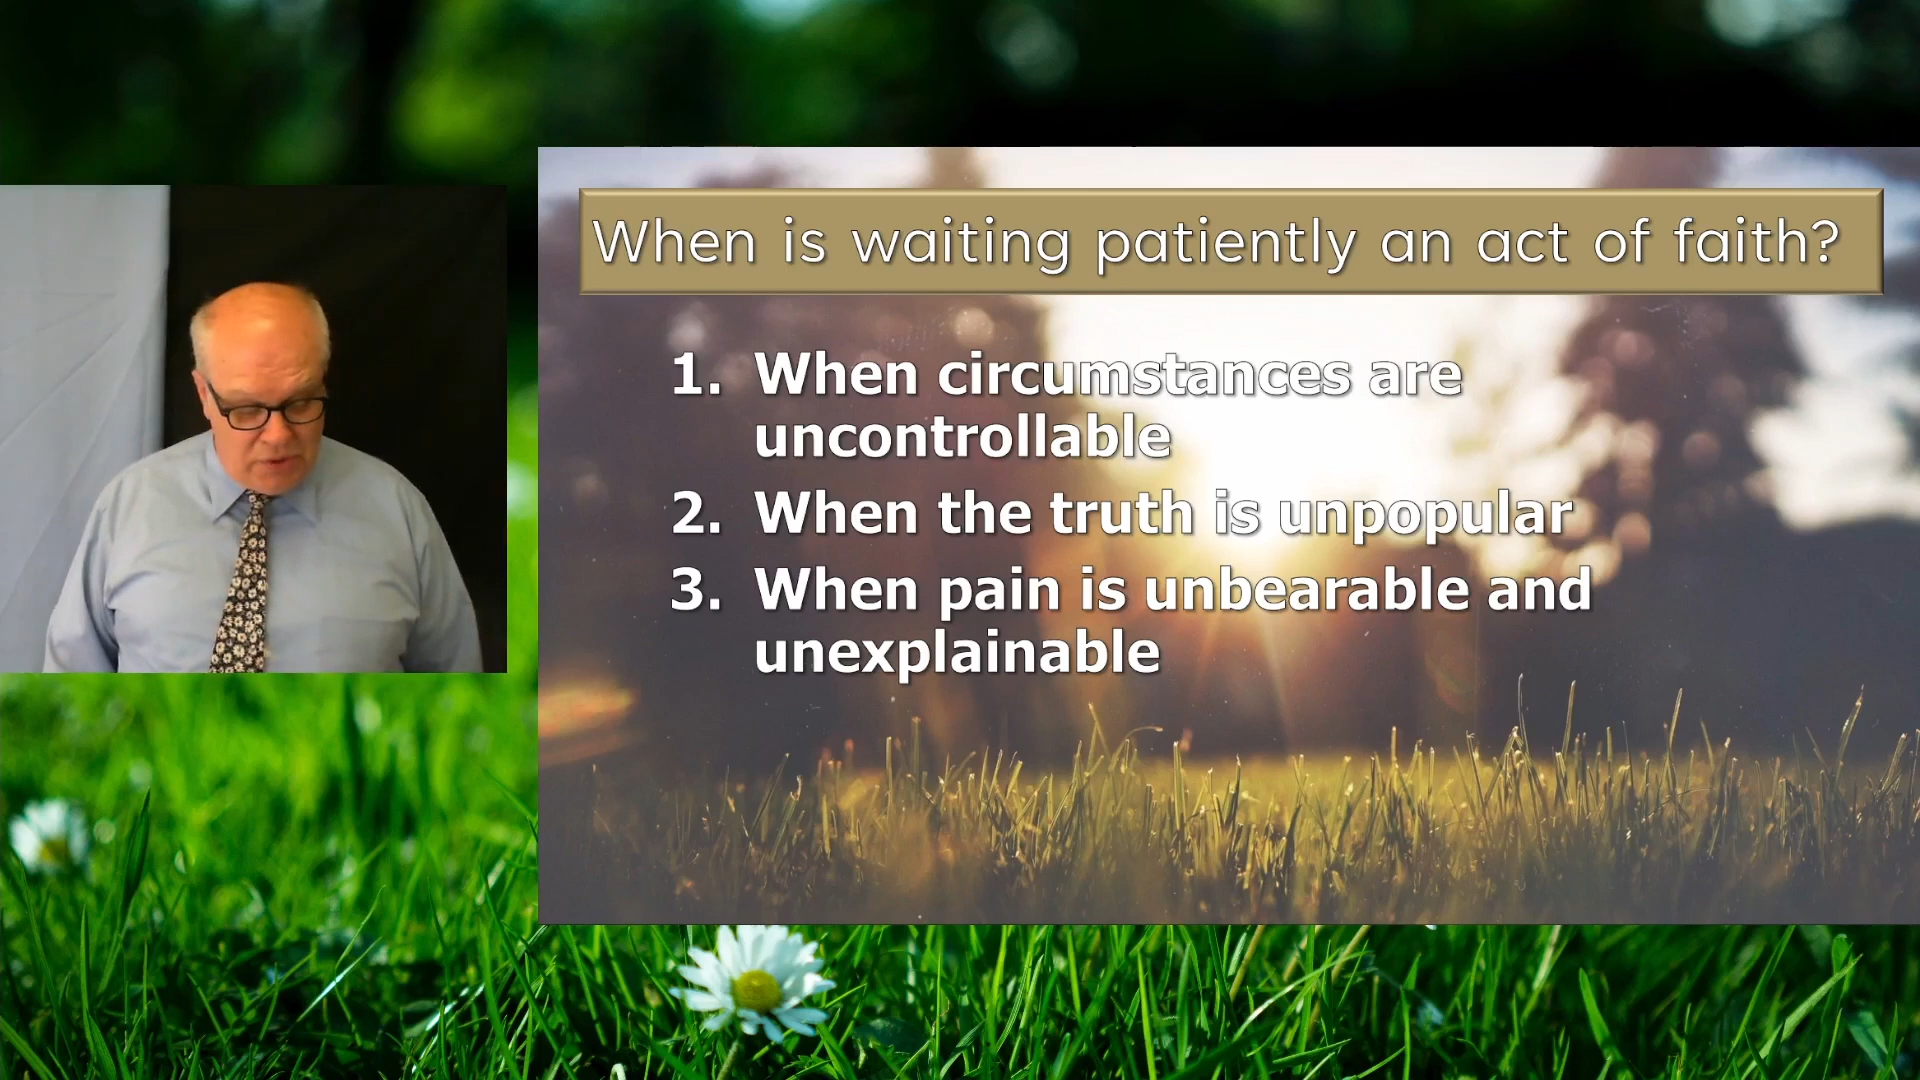 When is waiting patiently an act of faith?
1. When circumstances are
uncontrollable
2. When the truth is unpopular
3. When pain is unbearable and
unexplainable